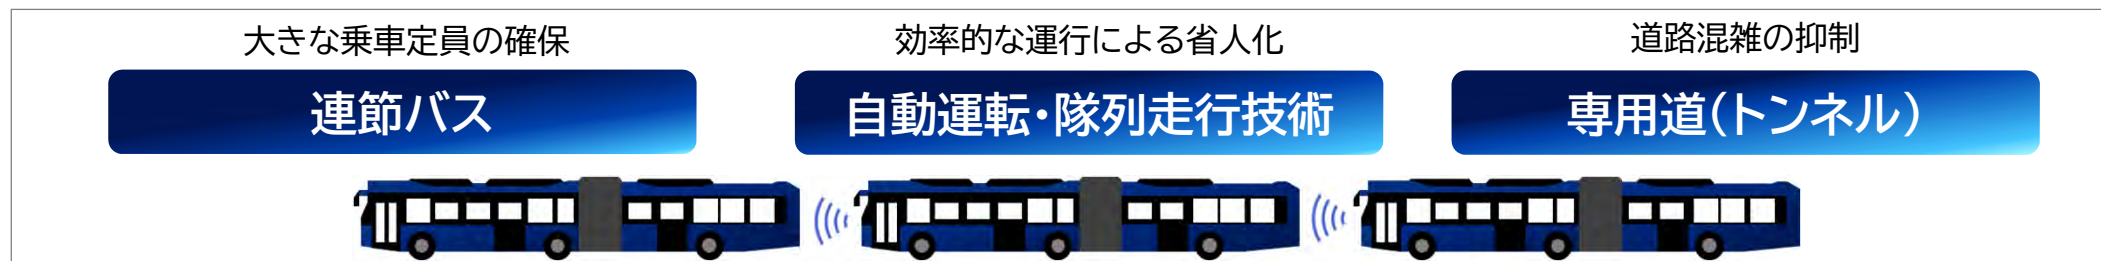 大きな乗車定員の確保
連節バス
効率的な運行による省人化
自動運転・隊列走行技術
道路混雑の抑制
専用道(トンネル)